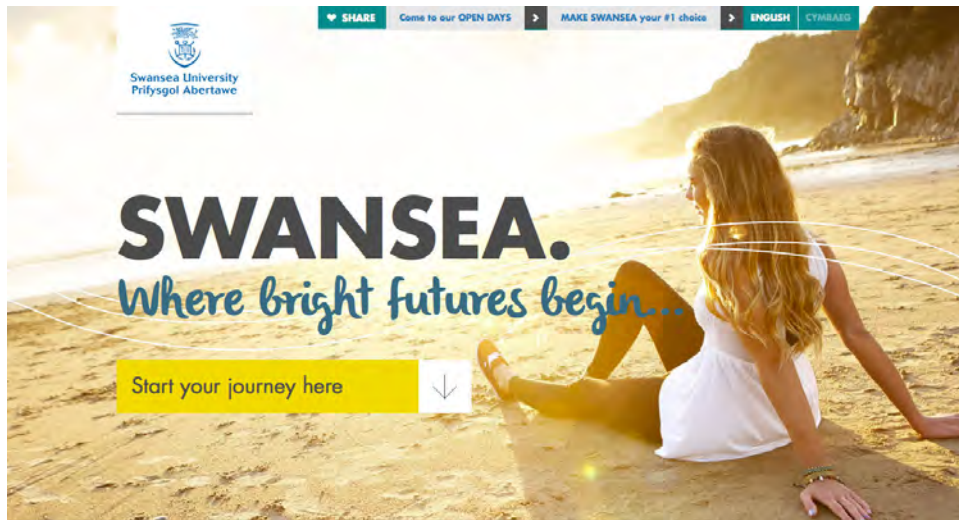 SHARE
Come to our OPEN DAYS
MAKE SWANSEA your #1 choice
ENGLISH
CYMRAEG
Swansea University
Prifysgol Abertawe
SWANSEA.
Where bright futures begin...
Start your journey here